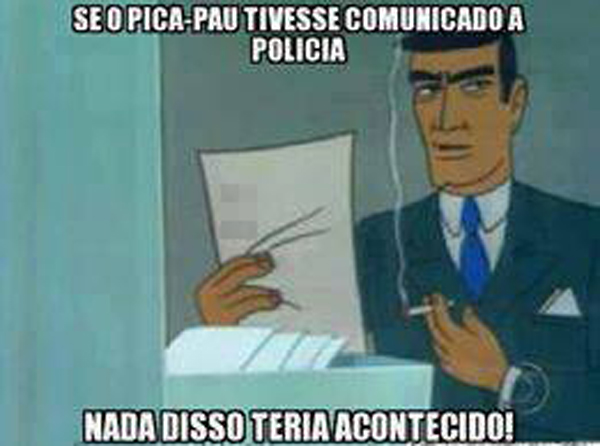 SE O PICA-PAU TIVESSE COMUNICADO A
POLICIA
NADA DISSO TERIA ACONTECIDO!